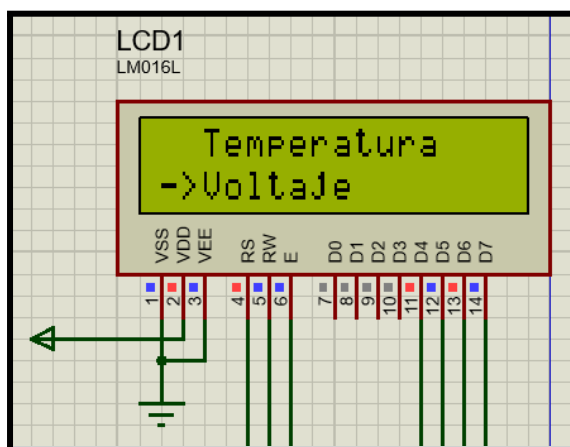 LCD1
LM016L
Temperatura
->Voltaje
VSS
VDD
VEE
RS
RW
E
D0
D1
D2
D3
D4
D5
D6
D7
1
2
3
4
5
6
7
8
9
10
11
12
13
14